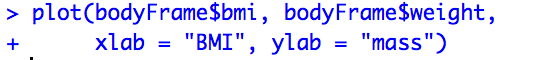 > plot(bodyFrame$bmi, bodyFrame$weight,
+      xlab = "BMI", ylab = "mass")